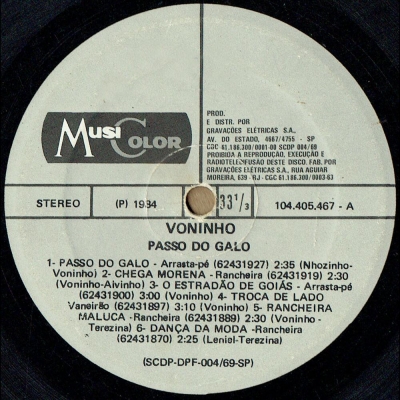 PROD.
E DISTR. POR
GRAVAÇÕES ELÉTRICAS S.A.,
AV. DO ESTADO, 4667/4755 - SP
CGC 61.186.300/0001-00 SCDP 004/69
PROIBIDA A REPRODUÇÃO, EXECUÇÃO E
RADIOTELEDIFUSÃO DESTE DISCO. FAB. POR
GRAVAÇÕES ELÉTRICAS S.A., RUA AGUIAR
MOREIRA, 639 - RJ - CGC 61.186.300/0003-63
MUSICOLOR
STEREO (P) 1984 33 1/3 104.405.467 - A
VONINHO
PASSO DO GALO
1- PASSO DO GALO - Arrasta-pé (62431927) 2:35 (Nhozinho-
Voninho) 2- CHEGA MORENA - Rancheira (62431919) 2:30
(Voninho-Alvinho) 3- O ESTRADÃO DE GOIÁS - Arrasta-pé
(62431900) 3:00 (Voninho) 4- TROCA DE LADO
Vaneirão (62431897) 3:10 (Voninho) 5- RANCHEIRA
MALUCA - Rancheira (62431889) 2:30 (Voninho -
Terezina) 6- DANÇA DA MODA -Rancheira
(62431870) 2:25 (Leniol-Terezina)
(SCDP-DPF-004/69-SP)